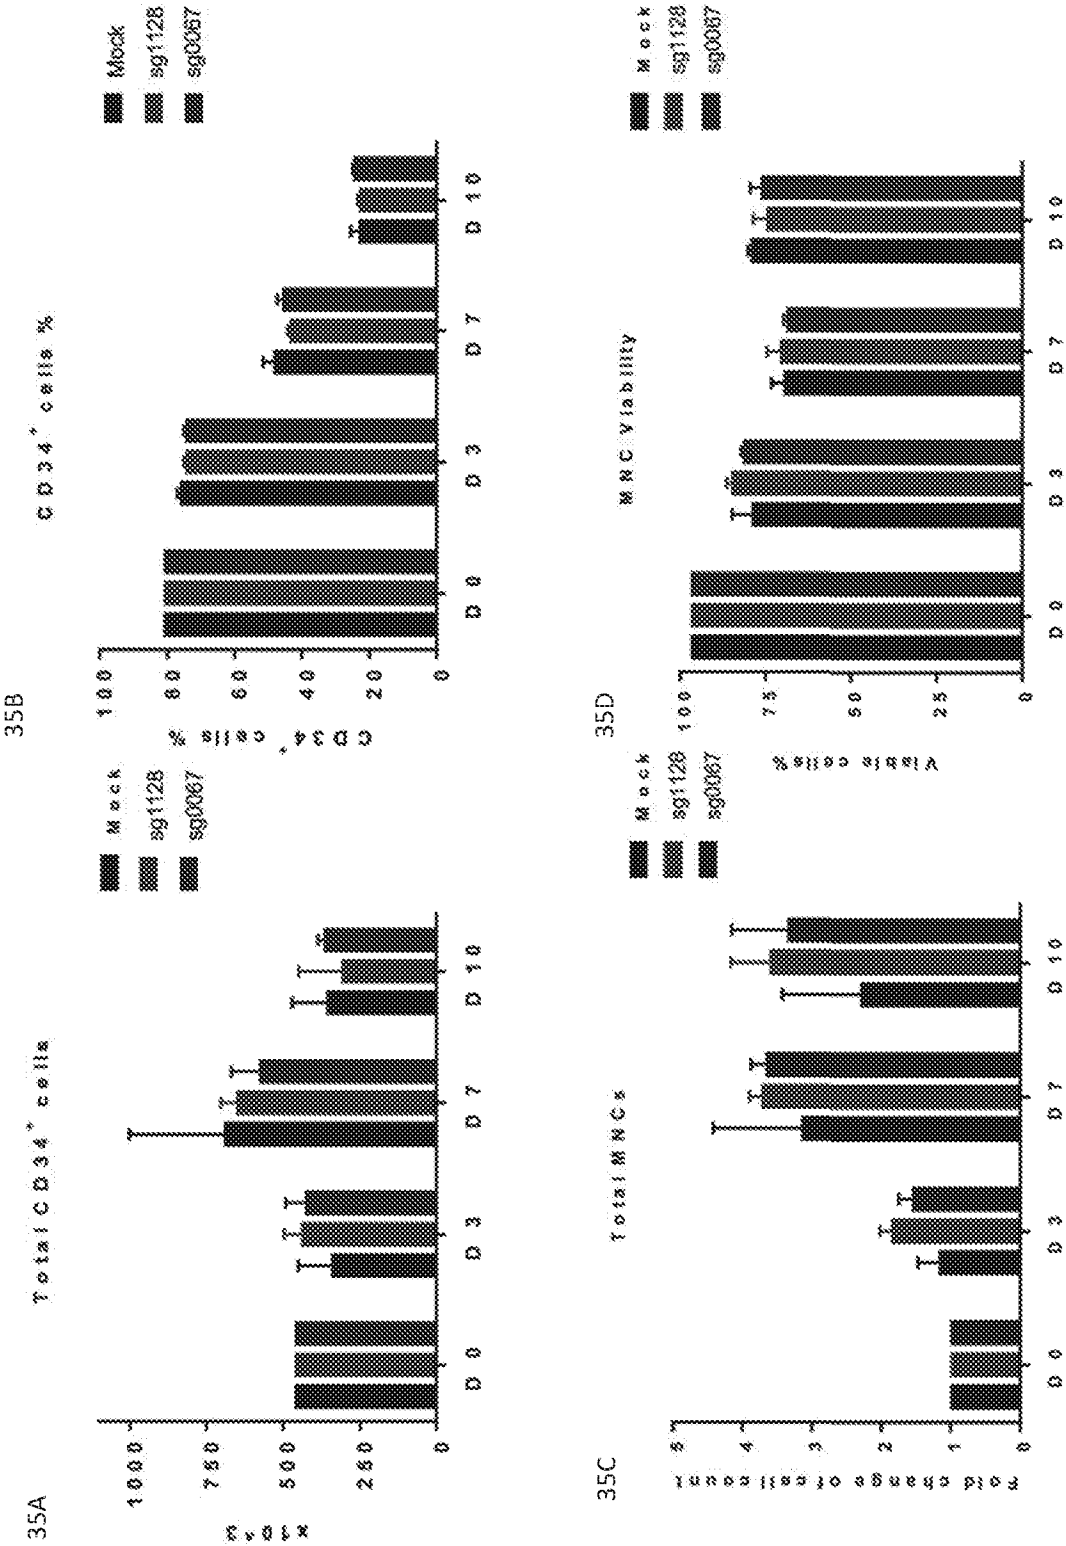 35A
Total CD34+ cells
x10^3
1000
750
500
250
0
D 0
D 3
D 7
D 10
Mock
sg1128
sg0067
35B
CD34+ cells %
CD34+ cells %
100
80
60
40
20
0
D 0
D 3
D 7
D 10
Mock
sg1128
sg0067
35C
Total MNCs
Fold change of cell count
5
4
3
2
1
0
D 0
D 3
D 7
D 10
Mock
sg1128
sg0067
35D
MNC Viability
Viable cells%
100
75
50
25
0
D 0
D 3
D 7
D 10
Mock
sg1128
sg0067